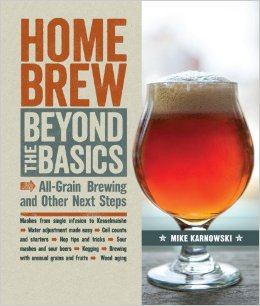 HOME
BREW
BEYOND
THE
BASICS
All-Grain Brewing
and Other Next Steps
Mashes from single infusion to Kesselmaische
Water adjustment made easy Cell counts
and starters Hop tips and tricks Sour
mashes and sour beers Kegging Brewing
with unusual grains and fruits Wood aging
★ MIKE KARNOWSKI ★